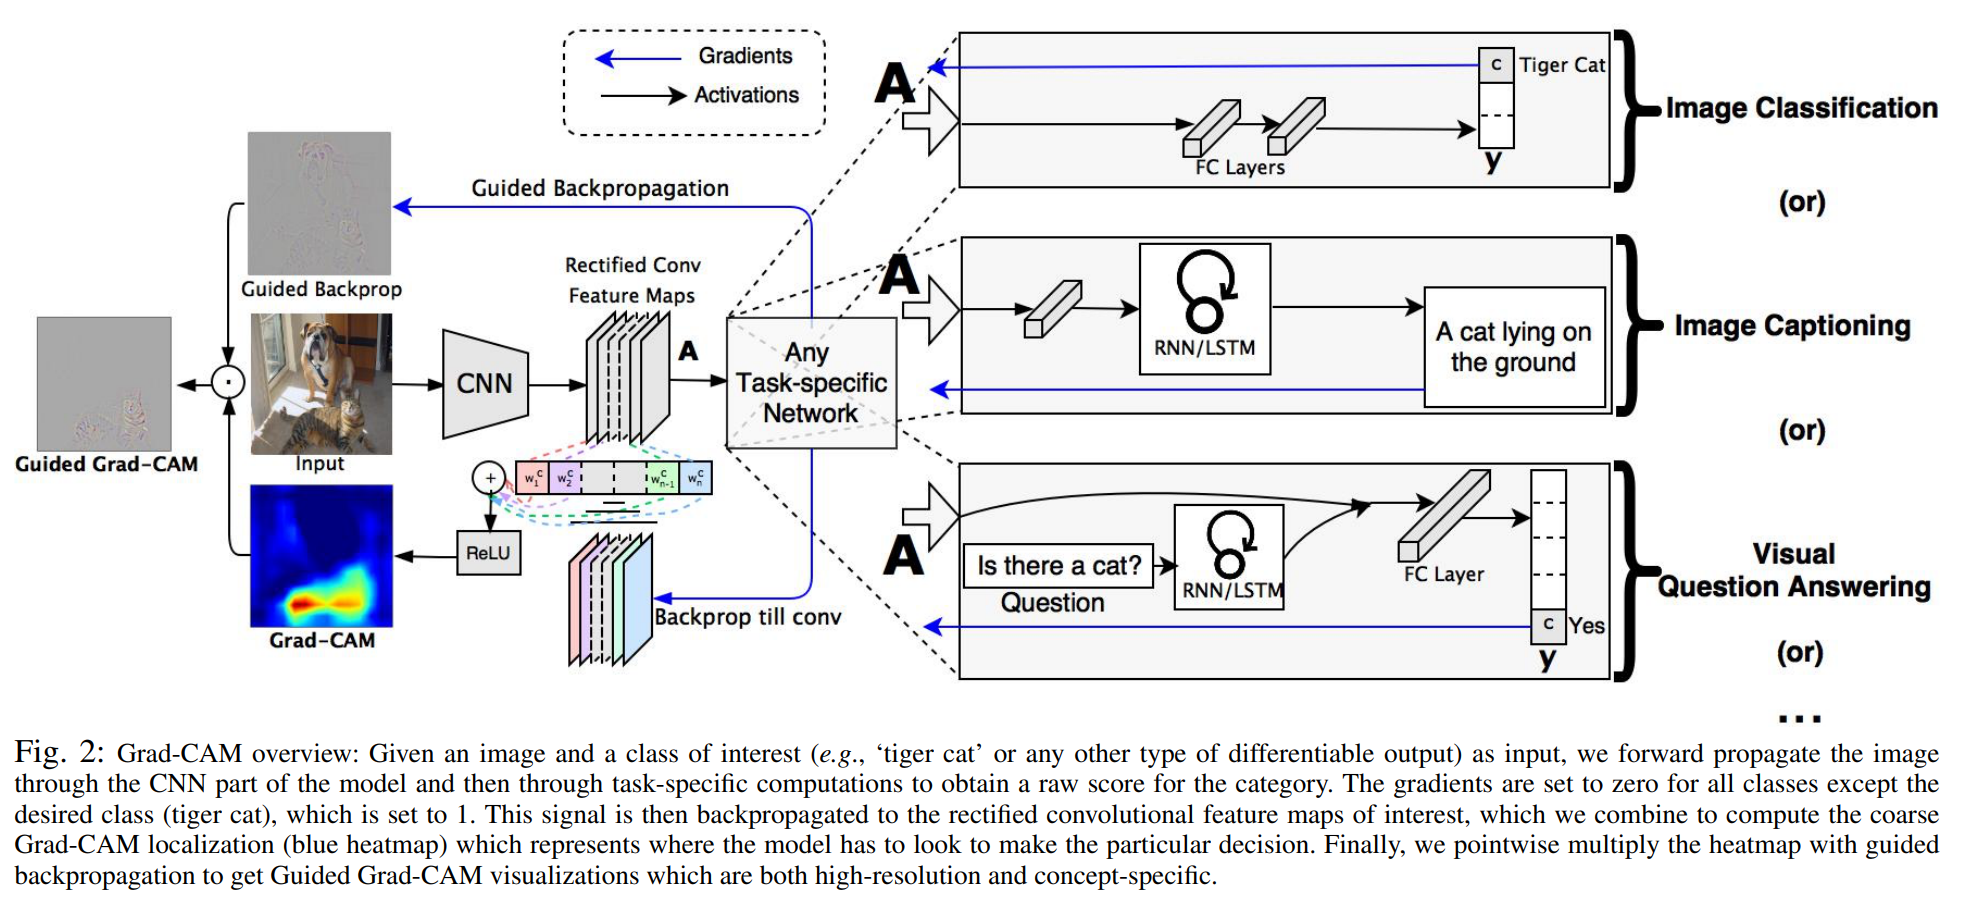 Gradients
Activations
A
Tiger Cat
c
FC Layers
y
Image Classification
(or)
Guided Backpropagation
Guided Backprop
Rectified Conv
Feature Maps
A
Any
Task-specific
Network
CNN
Input
Guided Grad-CAM
w1^c w2^c wn-1^c wn^c
+
ReLU
Grad-CAM
Backprop till conv
A
RNN/LSTM
A cat lying on
the ground
Image Captioning
(or)
A
Is there a cat?
Question
RNN/LSTM
FC Layer
c
Yes
y
Visual
Question Answering
(or)
...
Fig. 2: Grad-CAM overview: Given an image and a class of interest (e.g., ‘tiger cat’ or any other type of differentiable output) as input, we forward propagate the image
through the CNN part of the model and then through task-specific computations to obtain a raw score for the category. The gradients are set to zero for all classes except the
desired class (tiger cat), which is set to 1. This signal is then backpropagated to the rectified convolutional feature maps of interest, which we combine to compute the coarse
Grad-CAM localization (blue heatmap) which represents where the model has to look to make the particular decision. Finally, we pointwise multiply the heatmap with guided
backpropagation to get Guided Grad-CAM visualizations which are both high-resolution and concept-specific.